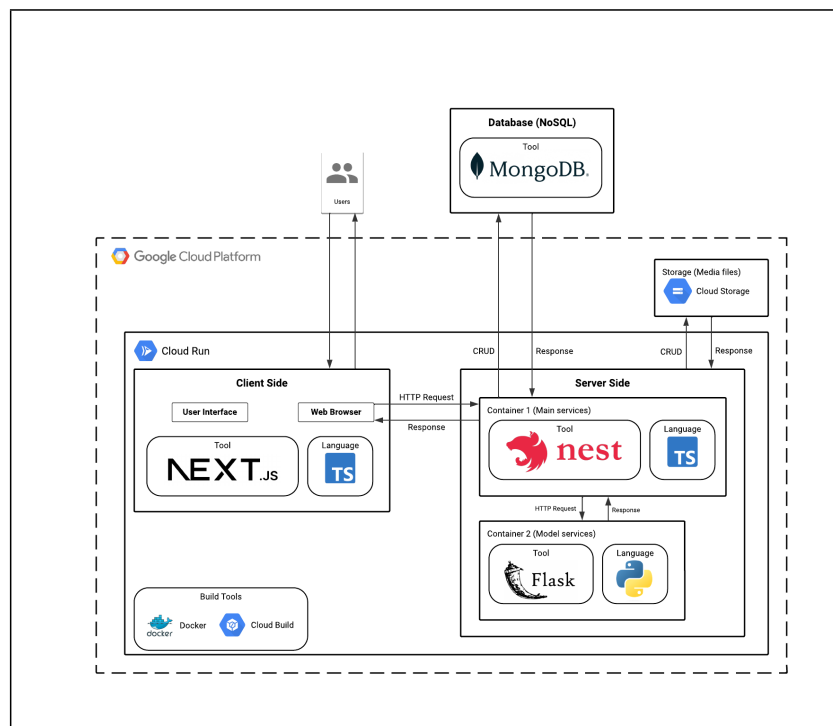 Database (NoSQL)
Tool
MongoDB.
Users
Google Cloud Platform
Storage (Media files)
Cloud Storage
Cloud Run
CRUD
Response
CRUD
Response
Client Side
User Interface
Web Browser
Tool
NEXT.JS
Language
TS
HTTP Request
Response
Server Side
Container 1 (Main services)
Tool
nest
Language
TS
HTTP Request
Response
Container 2 (Model services)
Tool
Flask
Language
Build Tools
docker
Docker
Cloud Build